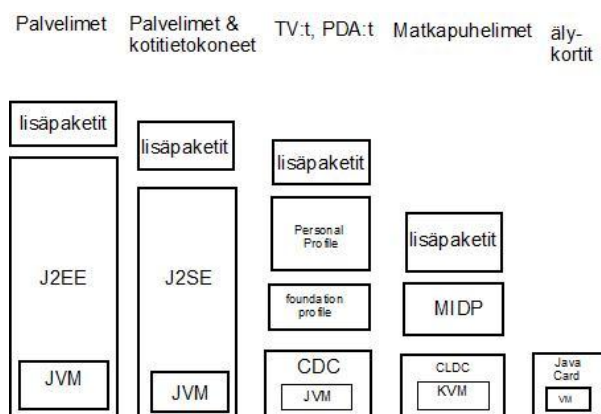 Palvelimet
Palvelimet &
kotitietokoneet
TV:t, PDA:t
Matkapuhelimet
äly-
kortit
lisäpaketit
J2EE
JVM
lisäpaketit
J2SE
JVM
lisäpaketit
Personal
Profile
foundation
profile
CDC
JVM
lisäpaketit
MIDP
CLDC
KVM
Java
Card
VM